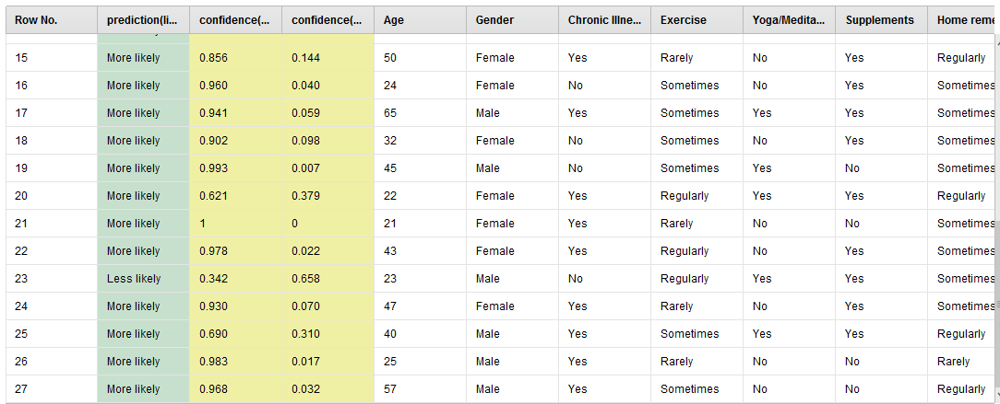 Row No. prediction(li... confidence(... confidence(... Age Gender Chronic Illne... Exercise Yoga/Medita... Supplements Home reme
15 More likely 0.856 0.144 50 Female Yes Rarely No Yes Regularly
16 More likely 0.960 0.040 24 Female No Sometimes No Yes Sometimes
17 More likely 0.941 0.059 65 Male Yes Sometimes Yes Yes Sometimes
18 More likely 0.902 0.098 32 Female No Sometimes No Yes Sometimes
19 More likely 0.993 0.007 45 Male No Sometimes Yes No Sometimes
20 More likely 0.621 0.379 22 Female Yes Regularly Yes Yes Regularly
21 More likely 1 0 21 Female Yes Rarely No No Sometimes
22 More likely 0.978 0.022 43 Female Yes Regularly No Yes Sometimes
23 Less likely 0.342 0.658 23 Male No Regularly Yes Yes Sometimes
24 More likely 0.930 0.070 47 Female Yes Rarely No Yes Sometimes
25 More likely 0.690 0.310 40 Male Yes Sometimes Yes Yes Regularly
26 More likely 0.983 0.017 25 Male Yes Rarely No No Rarely
27 More likely 0.968 0.032 57 Male Yes Sometimes No No Regularly